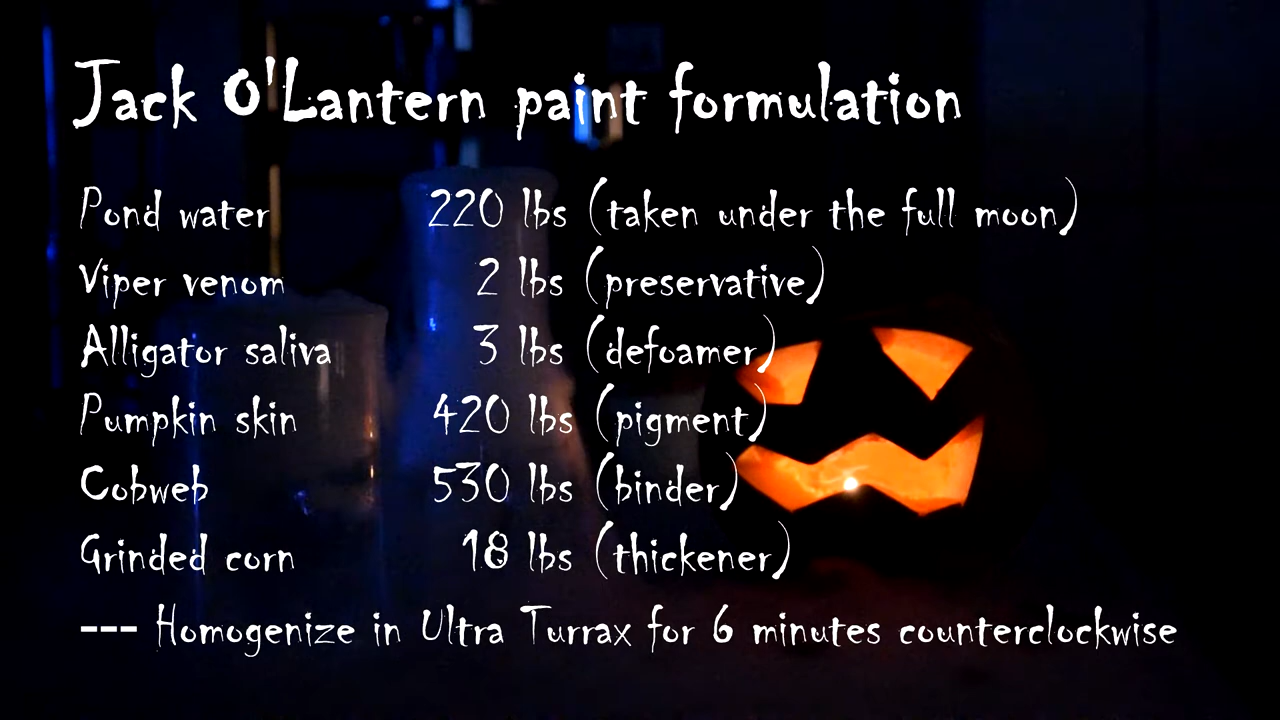 Jack O'Lantern paint formulation
Pond water 220 lbs (taken under the full moon)
Viper venom 2 lbs (preservative)
Alligator saliva 3 lbs (defoamer)
Pumpkin skin 420 lbs (pigment)
Cobweb 530 lbs (binder)
Grinded corn 18 lbs (thickener)
--- Homogenize in Ultra Turrax for 6 minutes counterclockwise